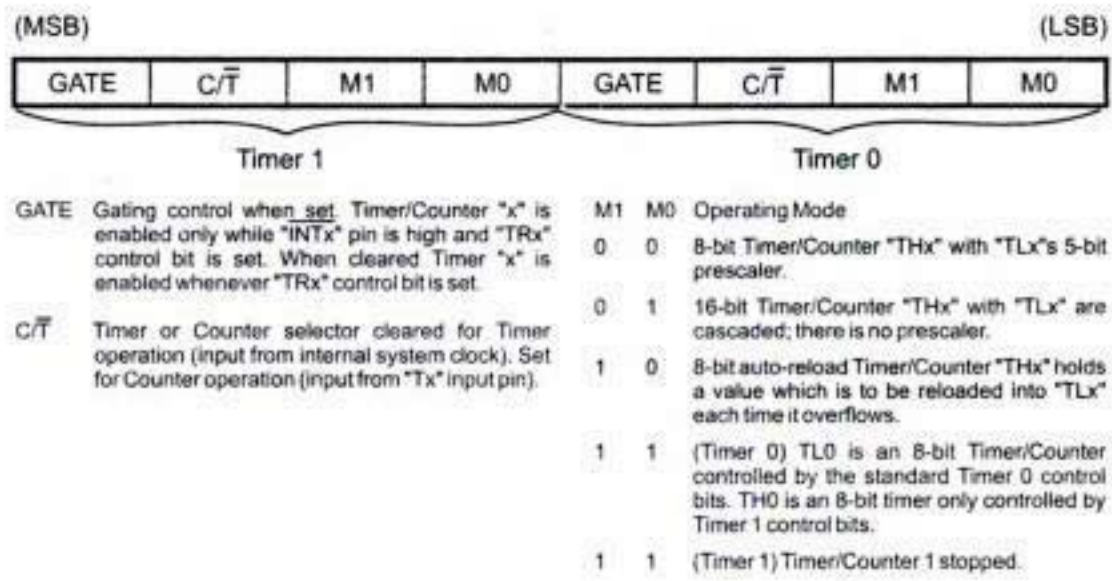 (MSB) (LSB)
GATE C/T̅ M1 M0 GATE C/T̅ M1 M0
Timer 1 Timer 0
GATE Gating control when set. Timer/Counter "x" is
enabled only while "INTx" pin is high and "TRx"
control bit is set. When cleared Timer "x" is
enabled whenever "TRx" control bit is set.
C/T̅ Timer or Counter selector cleared for Timer
operation (input from internal system clock). Set
for Counter operation (input from "Tx" input pin).
M1 M0 Operating Mode
0 0 8-bit Timer/Counter "THx" with "TLx"s 5-bit
prescaler.
0 1 16-bit Timer/Counter "THx" with "TLx" are
cascaded; there is no prescaler.
1 0 8-bit auto-reload Timer/Counter "THx" holds
a value which is to be reloaded into "TLx"
each time it overflows.
1 1 (Timer 0) TL0 is an 8-bit Timer/Counter
controlled by the standard Timer 0 control
bits. TH0 is an 8-bit timer only controlled by
Timer 1 control bits.
1 1 (Timer 1) Timer/Counter 1 stopped.